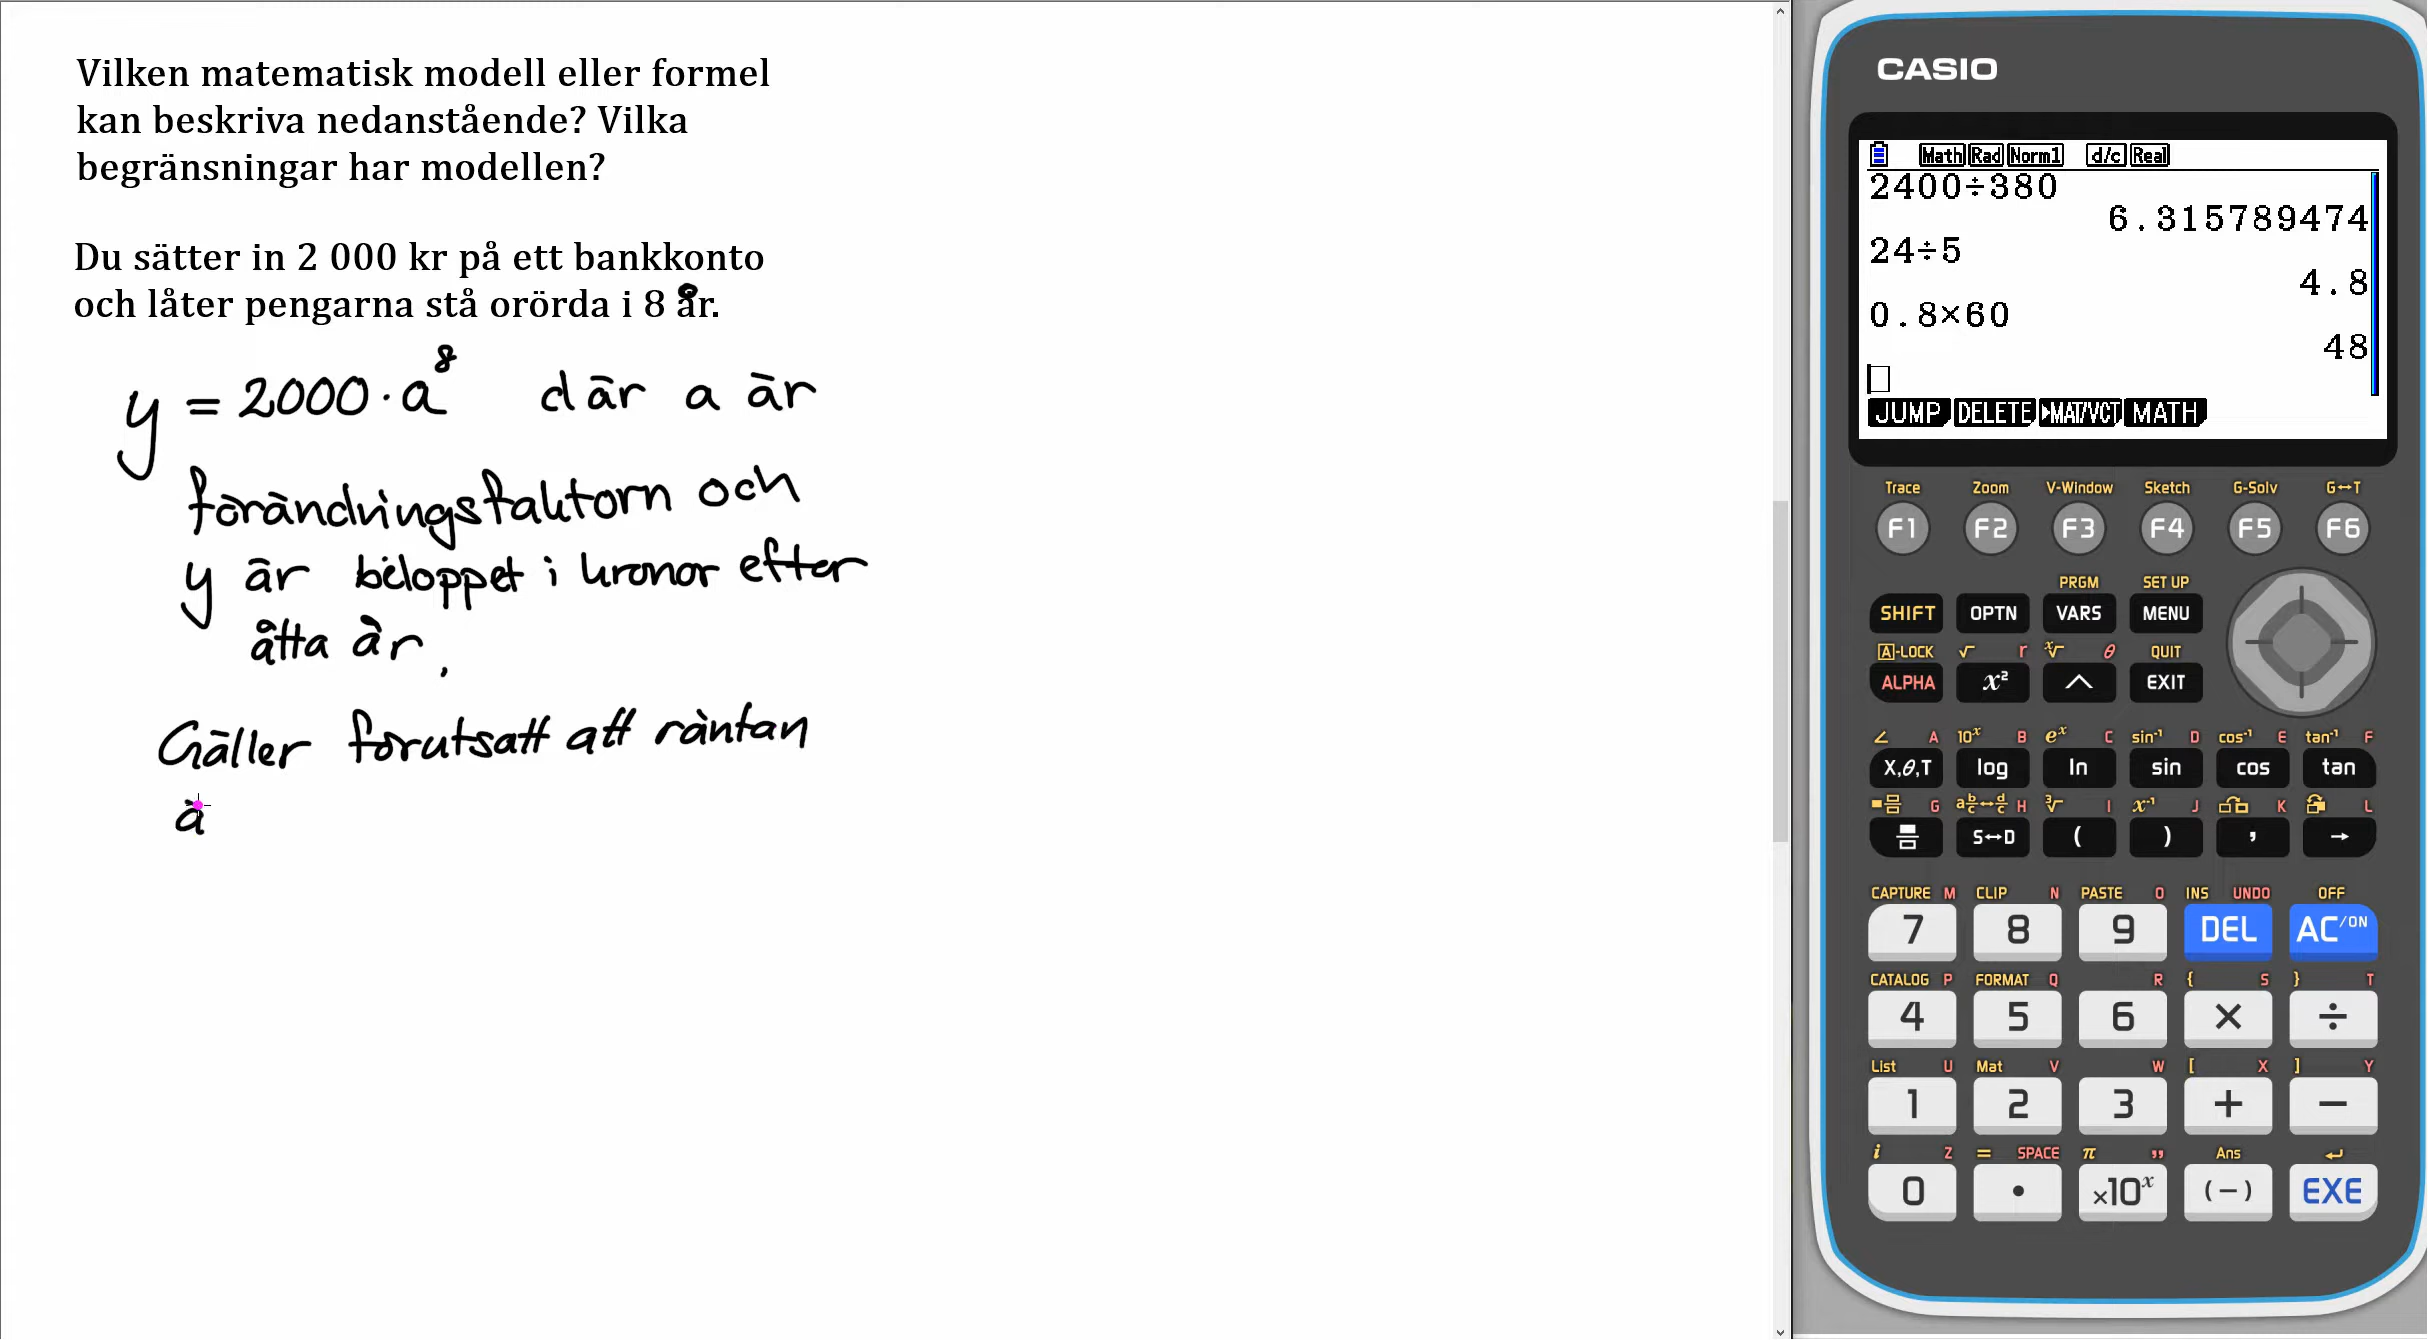 Vilken matematisk modell eller formel
kan beskriva nedanstående? Vilka
begränsningar har modellen?
Du sätter in 2 000 kr på ett bankkonto
och låter pengarna stå orörda i 8 år.
y = 2000 · a⁸ där a är
förändringsfaktorn och
y är beloppet i kronor efter
åtta år.
Gäller förutsatt att räntan
ä
CASIO
Math Rad Norm1 d/c Real
2400÷380
6.315789474
24÷5
4.8
0.8×60
48
JUMP DELETE ►MAT/VCT MATH
Trace Zoom V-Window Sketch G-Solv G↔T
F1 F2 F3 F4 F5 F6
PRGM SET UP
SHIFT OPTN VARS MENU
A-LOCK √ r ˣ√ θ QUIT
ALPHA x² ^ EXIT
∠ A 10ˣ B eˣ C sin⁻¹ D cos⁻¹ E tan⁻¹ F
X,θ,T log ln sin cos tan
G a b/c↔d/c H ³√ I x⁻¹ J K L
S↔D ( ) , →
CAPTURE M CLIP N PASTE O INS UNDO OFF
7 8 9 DEL AC/ON
CATALOG P FORMAT Q R { S } T
4 5 6 × ÷
List U Mat V W [ X ] Y
1 2 3 + −
i Z = SPACE π " Ans ↵
0 • ×10ˣ (−) EXE